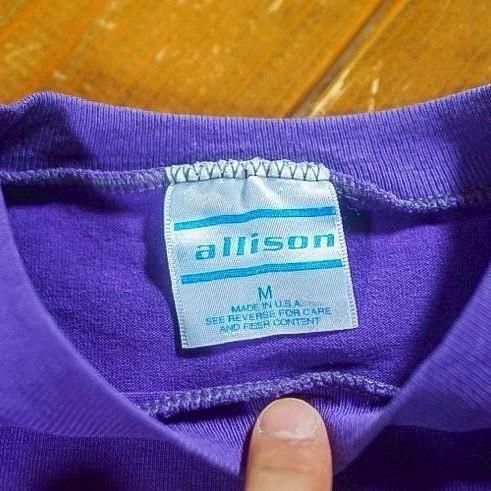 allison
M
MADE IN U.S.A.
SEE REVERSE FOR CARE
AND FIBER CONTENT